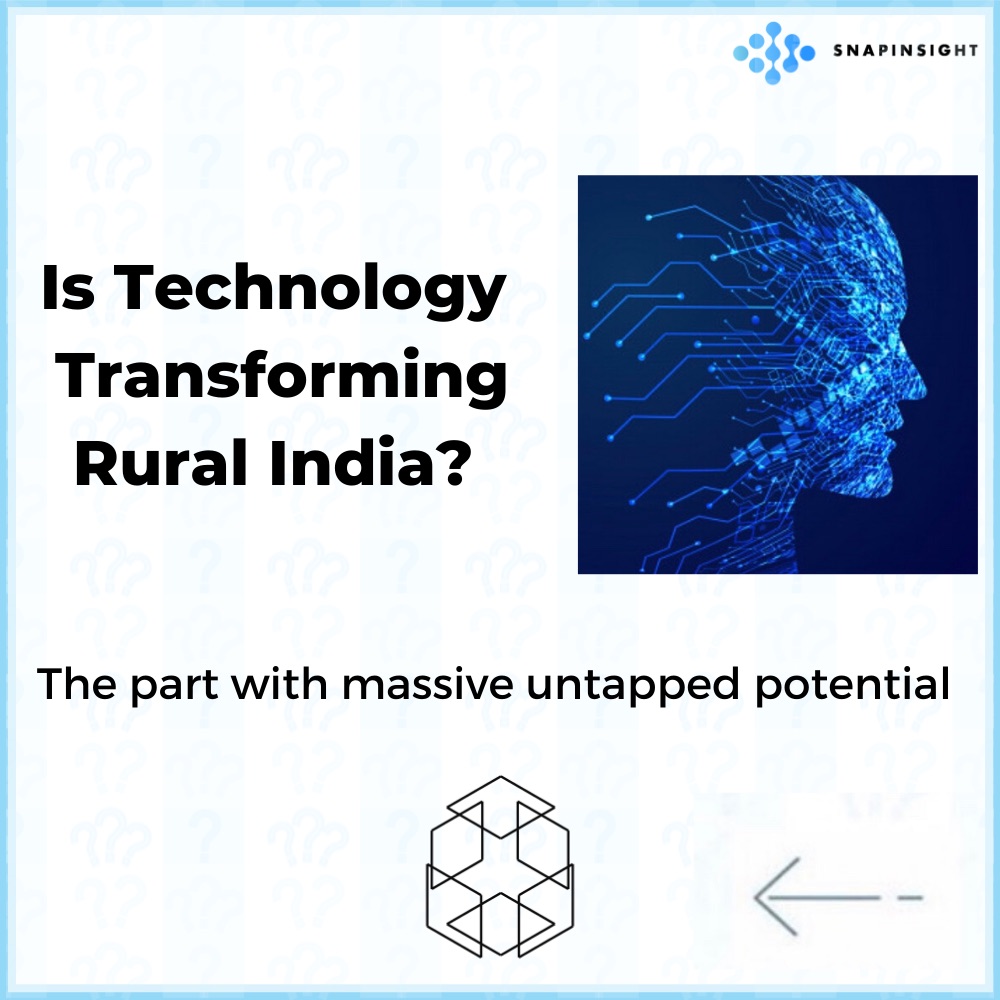 SNAPINSIGHT
Is Technology
Transforming
Rural India?
The part with massive untapped potential